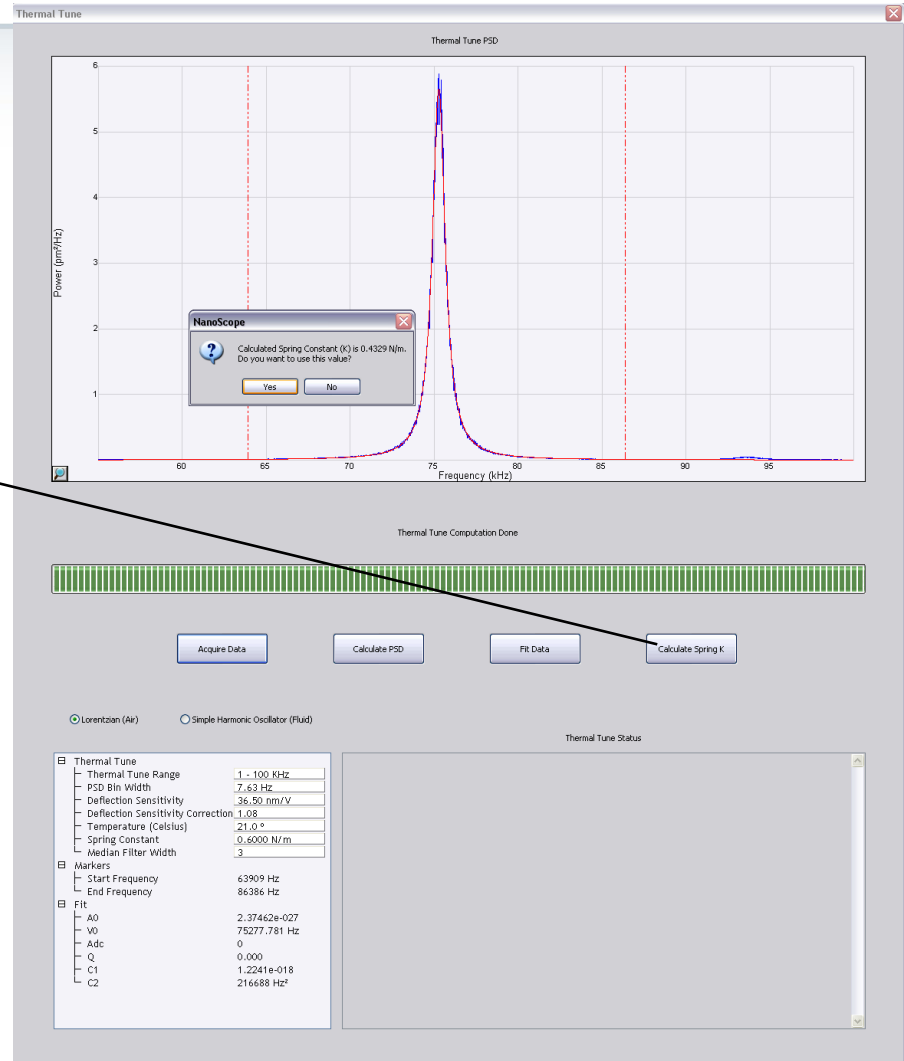 Thermal Tune
Thermal Tune PSD
6
5
4
3
2
1
Power (pm²/Hz)
NanoScope
Calculated Spring Constant (K) is 0.4329 N/m.
Do you want to use this value?
Yes No
60 65 70 75 80 85 90 95
Frequency (kHz)
Thermal Tune Computation Done
Acquire Data Calculate PSD Fit Data Calculate Spring K
Lorentzian (Air) Simple Harmonic Oscillator (Fluid)
Thermal Tune Status
Thermal Tune
Thermal Tune Range 1 - 100 KHz
PSD Bin Width 7.63 Hz
Deflection Sensitivity 36.50 nm/V
Deflection Sensitivity Correction 1.08
Temperature (Celsius) 21.0 °
Spring Constant 0.6000 N/m
Median Filter Width 3
Markers
Start Frequency 63909 Hz
End Frequency 86386 Hz
Fit
A0 2.37462e-027
V0 75277.781 Hz
Adc 0
Q 0.000
C1 1.2241e-018
C2 216688 Hz²